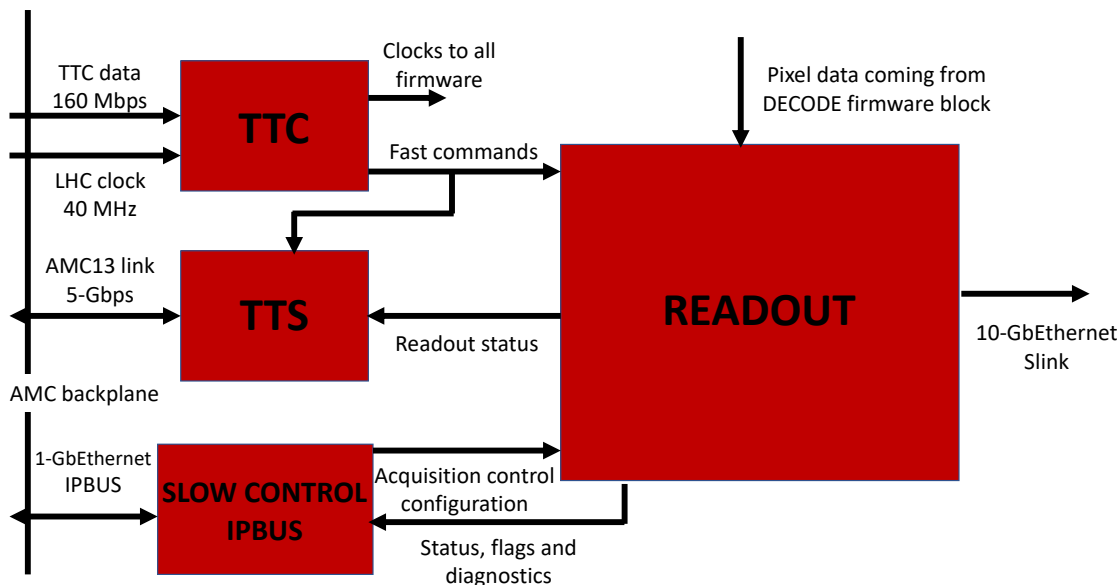 TTC data
160 Mbps
LHC clock
40 MHz
TTC
Clocks to all
firmware
Fast commands
Pixel data coming from
DECODE firmware block
AMC13 link
5-Gbps
TTS
Readout status
READOUT
10-GbEthernet
Slink
AMC backplane
1-GbEthernet
IPBUS
SLOW CONTROL
IPBUS
Acquisition control
configuration
Status, flags and
diagnostics